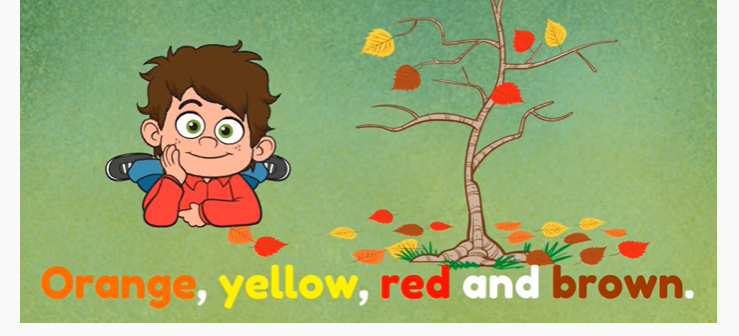 Orange, yellow, red and brown.